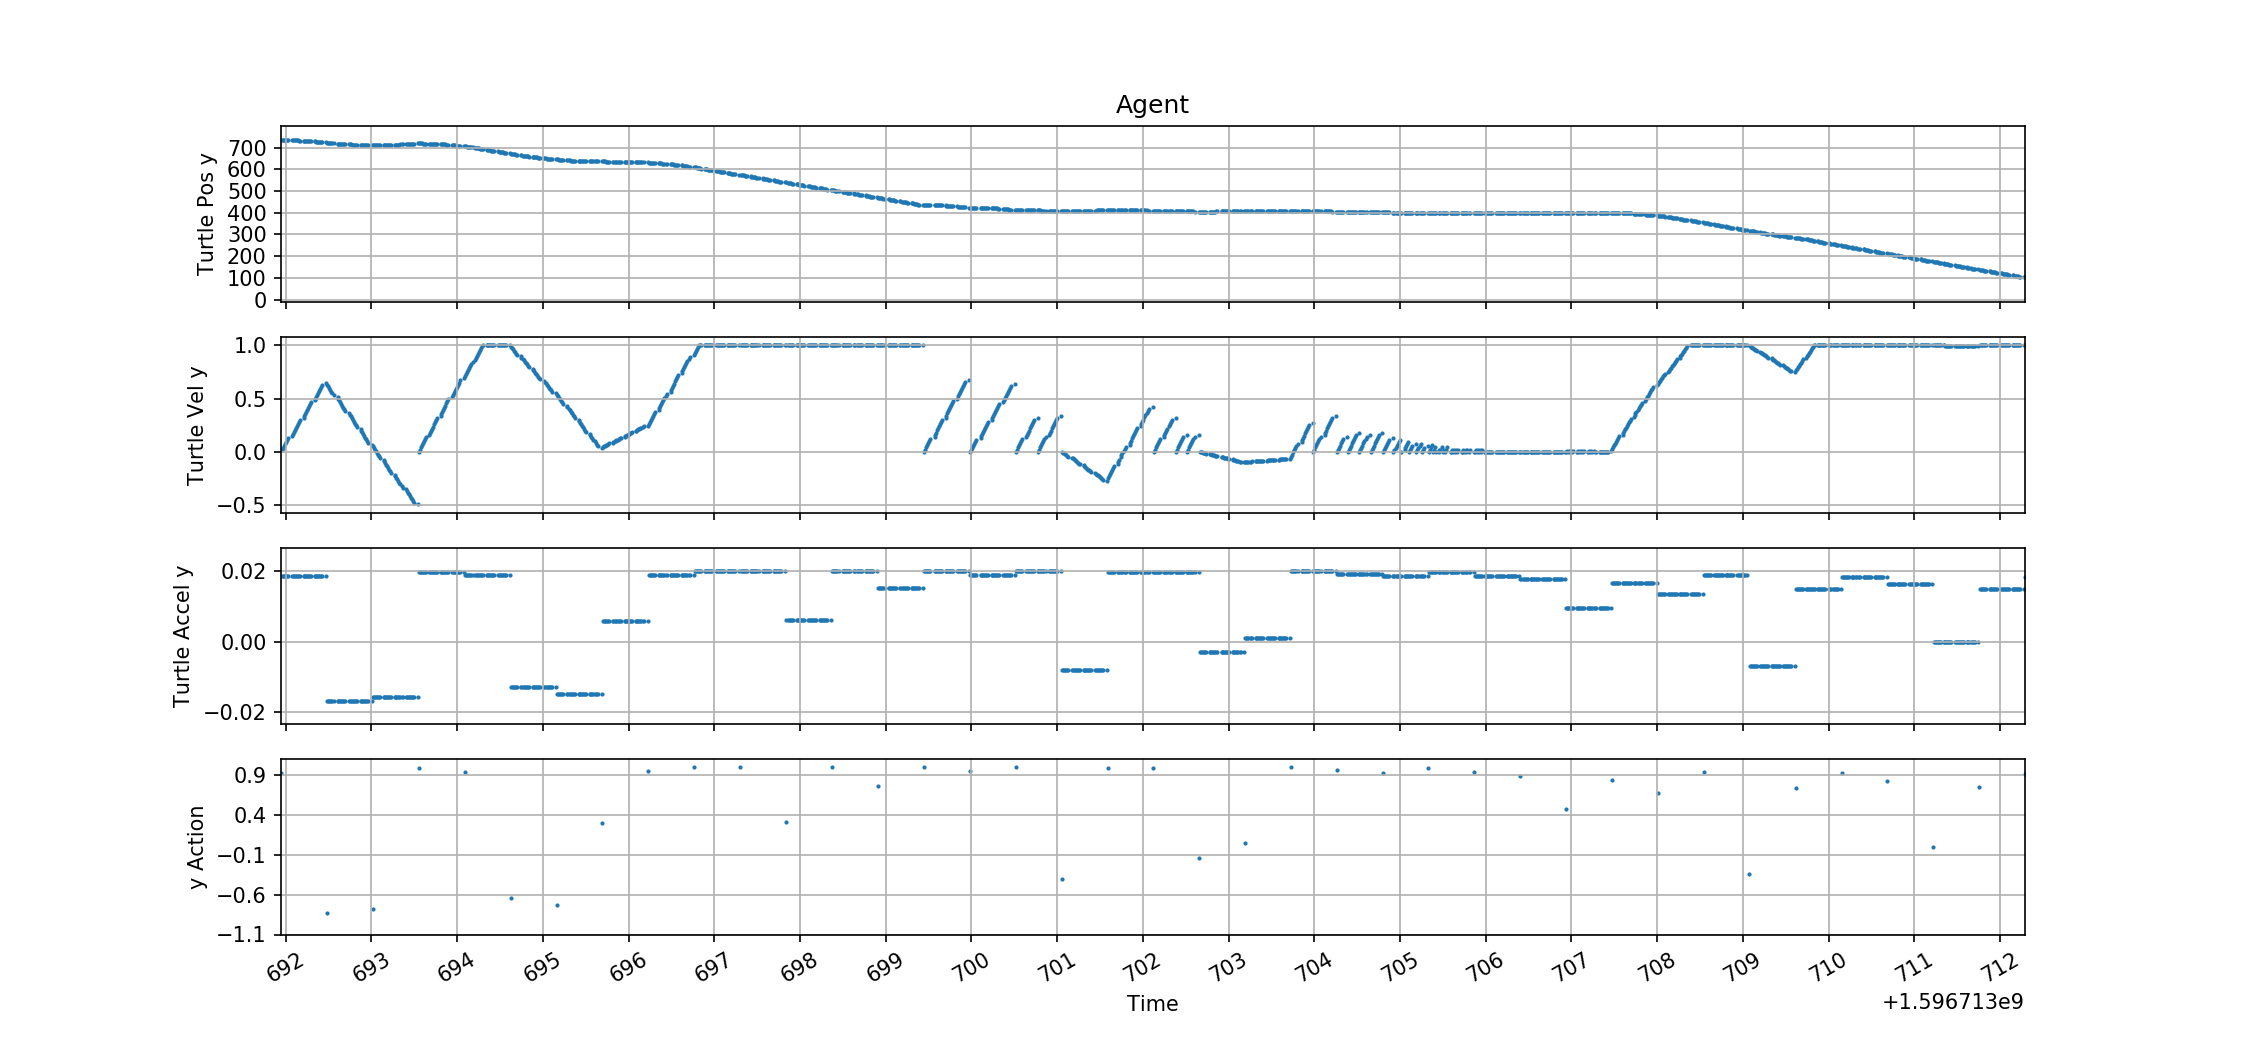 Agent
Turtle Pos y
700
600
500
400
300
200
100
0
Turtle Vel y
1.0
0.5
0.0
−0.5
Turtle Accel y
0.02
0.00
−0.02
y Action
0.9
0.4
−0.1
−0.6
−1.1
692 693 694 695 696 697 698 699 700 701 702 703 704 705 706 707 708 709 710 711 712
Time
+1.596713e9